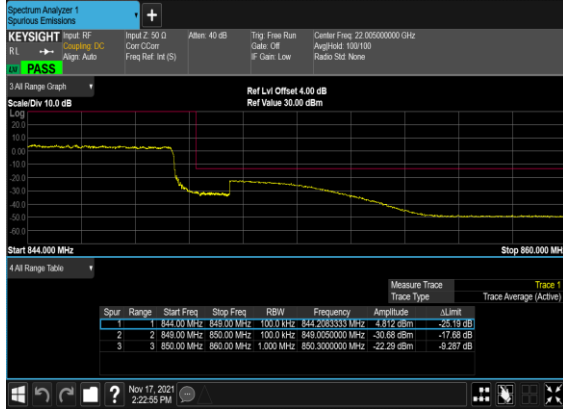 Spectrum Analyzer 1
Spurious Emissions
KEYSIGHT
RL
Input: RF
Coupling: DC
Align: Auto
Input Z: 50 Ω
Corr CCorr
Freq Ref: Int (S)
Atten: 40 dB
Trig: Free Run
Gate: Off
IF Gain: Low
Center Freq: 22.005000000 GHz
Avg|Hold: 100/100
Radio Std: None
PASS
3 All Range Graph
Scale/Div 10.0 dB
Ref Lvl Offset 4.00 dB
Ref Value 30.00 dBm
Log
20.0
10.0
0.00
-10.0
-20.0
-30.0
-40.0
-50.0
-60.0
Start 844.000 MHz
Stop 860.000 MHz
4 All Range Table
Measure Trace Trace 1
Trace Type Trace Average (Active)
Spur Range Start Freq Stop Freq RBW Frequency Amplitude ΔLimit
1 1 844.00 MHz 849.00 MHz 100.0 kHz 844.2083333 MHz 4.812 dBm -25.19 dB
2 2 849.00 MHz 850.00 MHz 100.0 kHz 849.0050000 MHz -30.68 dBm -17.68 dB
3 3 850.00 MHz 860.00 MHz 1.000 MHz 850.3000000 MHz -22.29 dBm -9.287 dB
Nov 17, 2021
2:22:55 PM